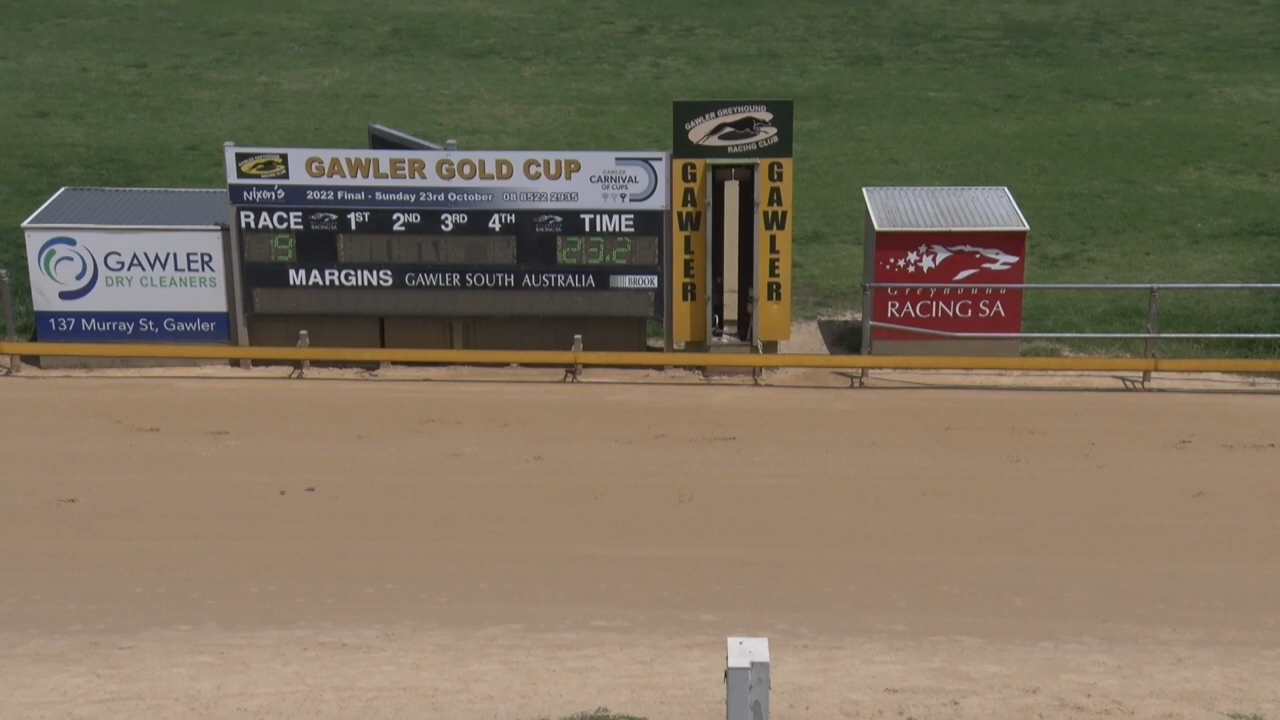 GAWLER GREYHOUND
RACING CLUB
GAWLER
GAWLER
GAWLER GOLD CUP
GAWLER
CARNIVAL
OF CUPS
Nixon's
2022 Final - Sunday 23rd October 08 8522 2935
RACE 1ST 2ND 3RD 4TH TIME
9 23.2
MARGINS GAWLER SOUTH AUSTRALIA BROOK
GAWLER
DRY CLEANERS
137 Murray St, Gawler
Greyhound
RACING SA